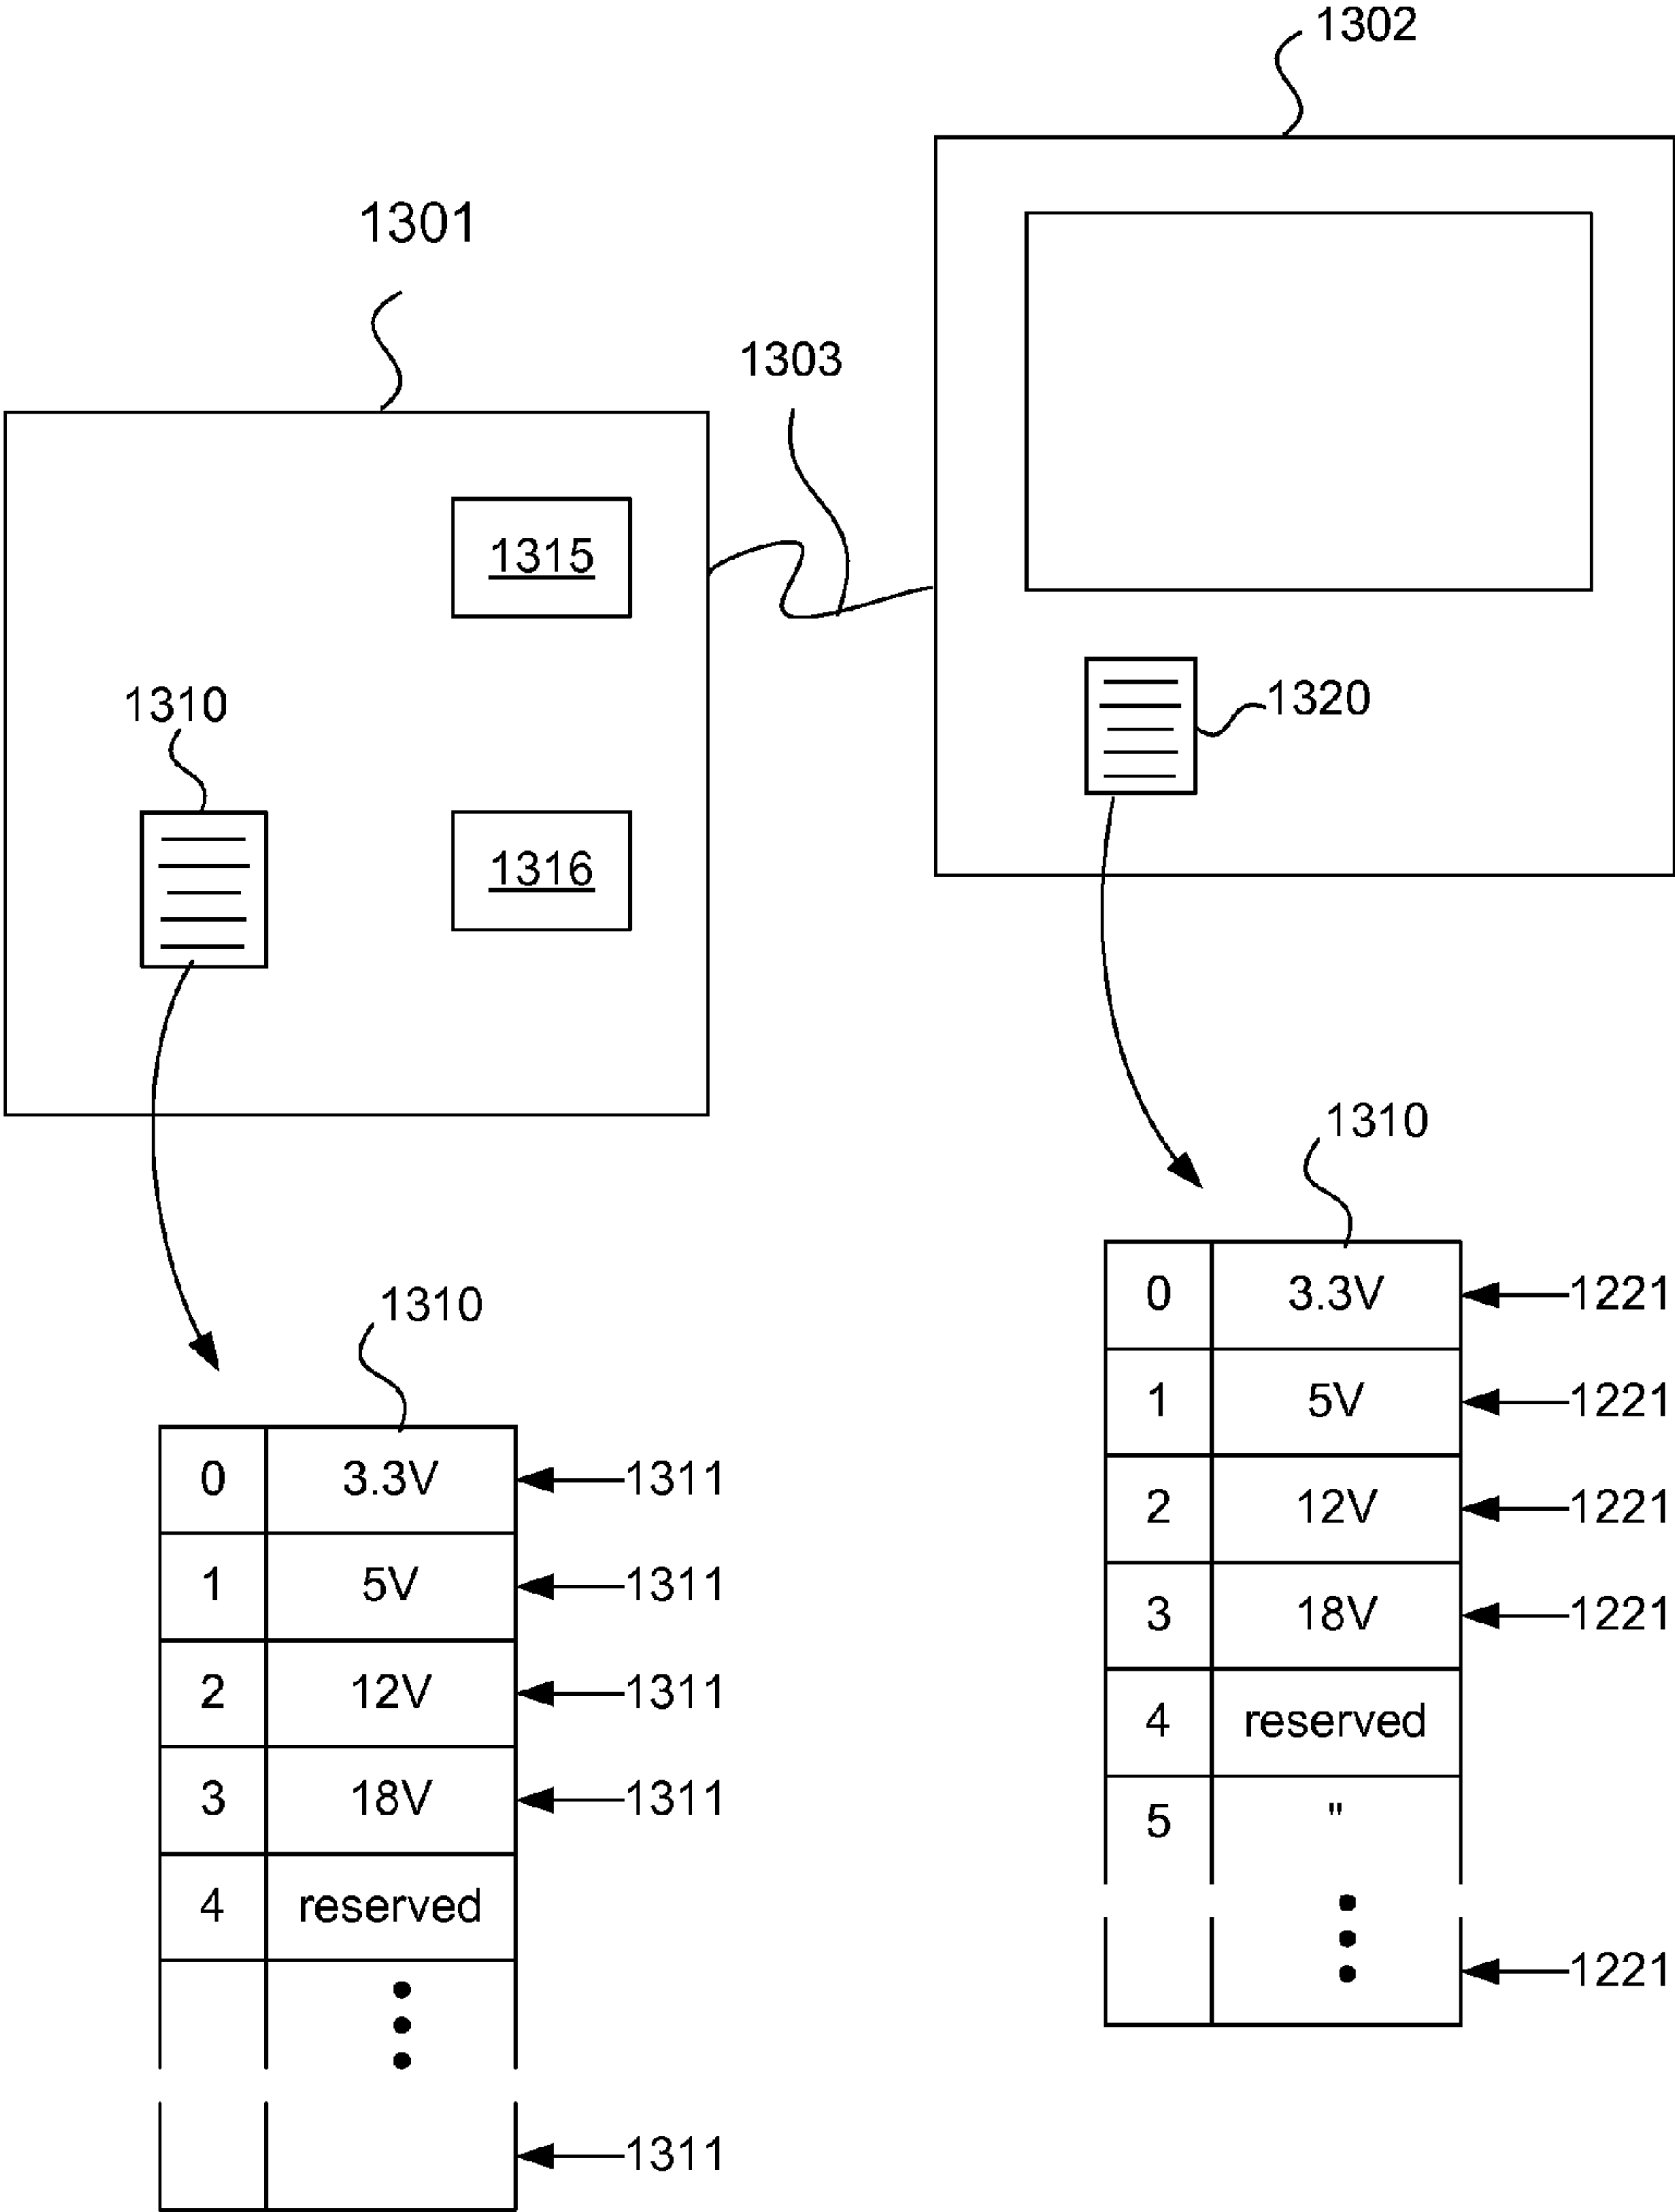 1302
1301
1303
1315
1310
1320
1316
1310
0 3.3V 1221
1 5V 1221
2 12V 1221
3 18V 1221
4 reserved
5 "
1221
1310
0 3.3V 1311
1 5V 1311
2 12V 1311
3 18V 1311
4 reserved
1311